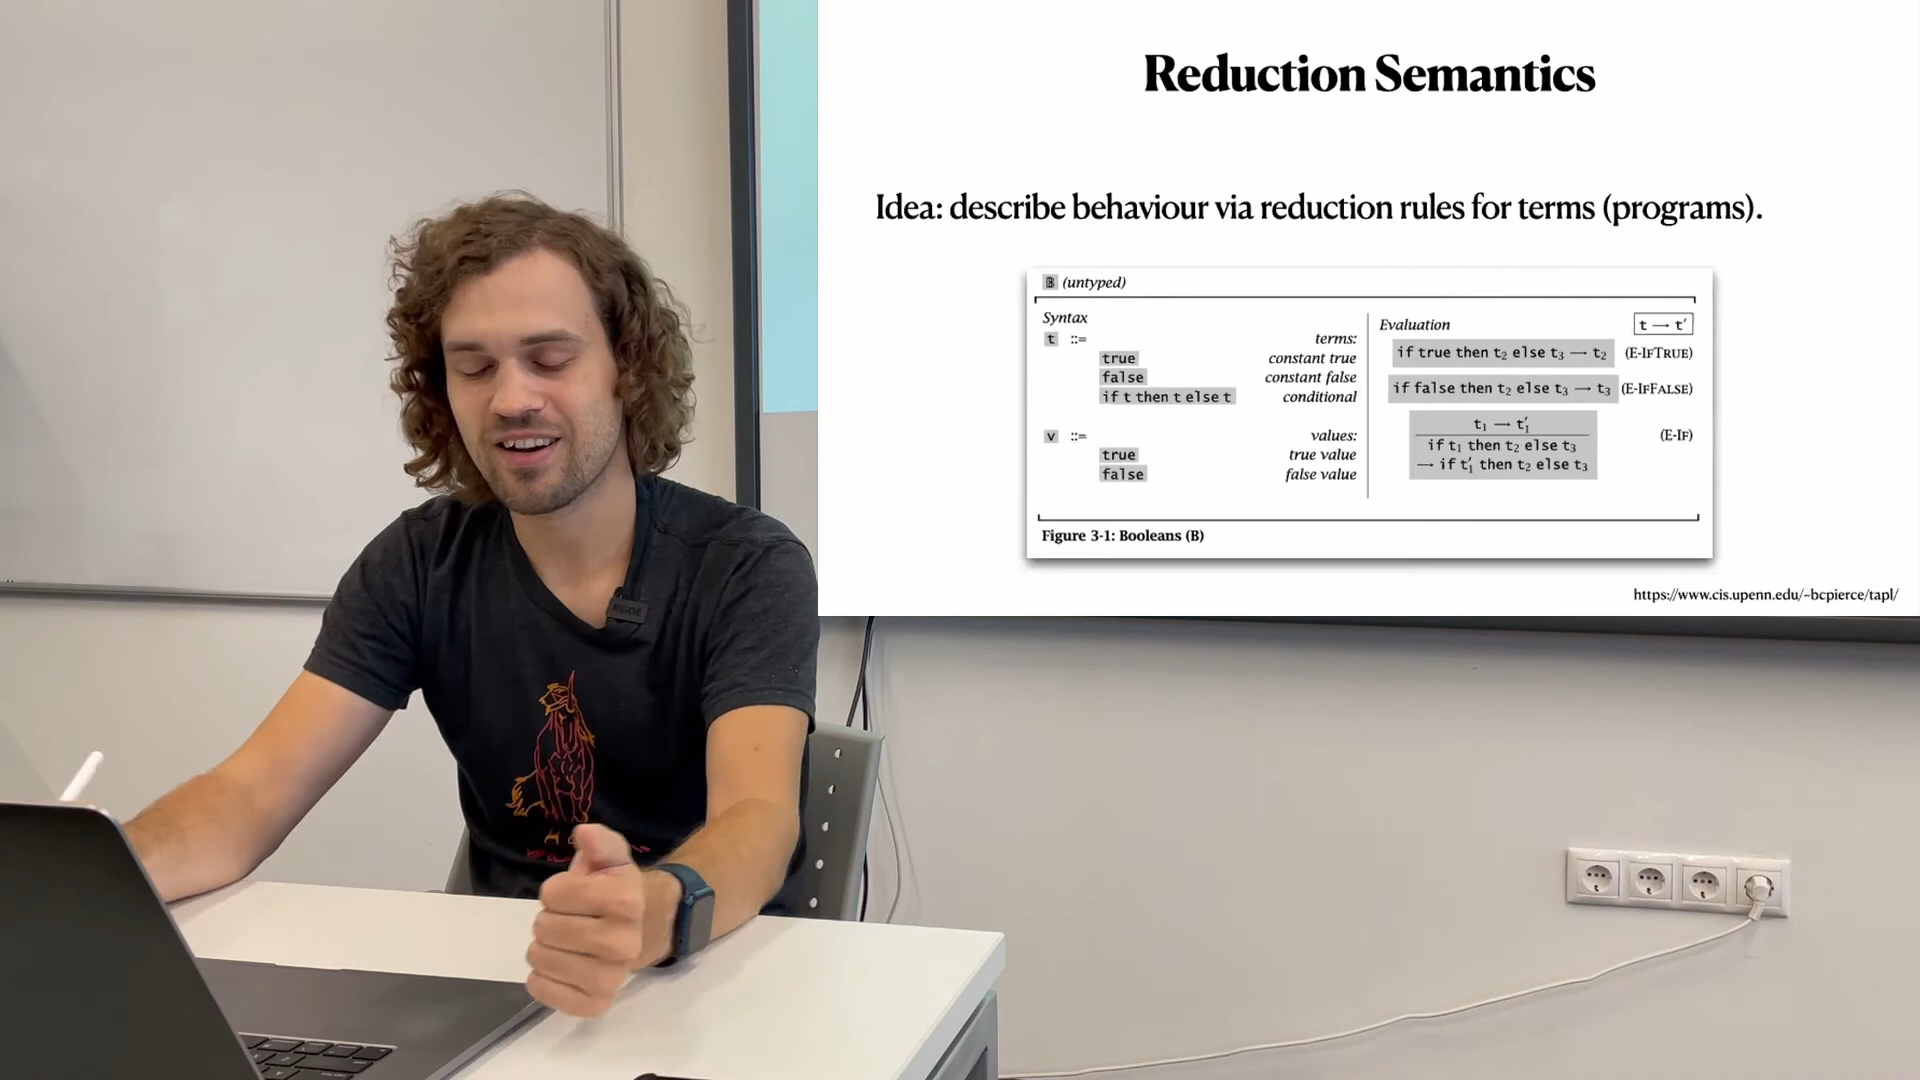 Reduction Semantics
Idea: describe behaviour via reduction rules for terms (programs).
B (untyped)
Syntax
t ::= terms:
true constant true
false constant false
if t then t else t conditional
v ::= values:
true true value
false false value
Evaluation t → t′
if true then t₂ else t₃ → t₂ (E-IFTRUE)
if false then t₂ else t₃ → t₃ (E-IFFALSE)
t₁ → t₁′
if t₁ then t₂ else t₃ (E-IF)
→ if t₁′ then t₂ else t₃
Figure 3-1: Booleans (B)
https://www.cis.upenn.edu/~bcpierce/tapl/
RØDE